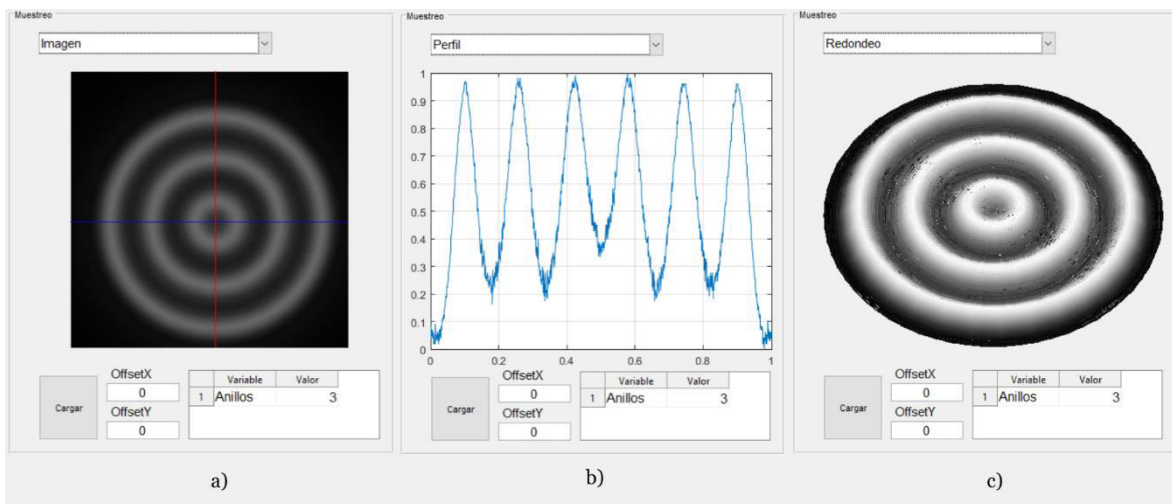 Muestreo
Imagen
OffsetX
0
OffsetY
0
Cargar
Variable Valor
1 Anillos 3
a)
Muestreo
Perfil
1
0.9
0.8
0.7
0.6
0.5
0.4
0.3
0.2
0.1
0
0 0.2 0.4 0.6 0.8 1
OffsetX
0
OffsetY
0
Cargar
Variable Valor
1 Anillos 3
b)
Muestreo
Redondeo
OffsetX
0
OffsetY
0
Cargar
Variable Valor
1 Anillos 3
c)